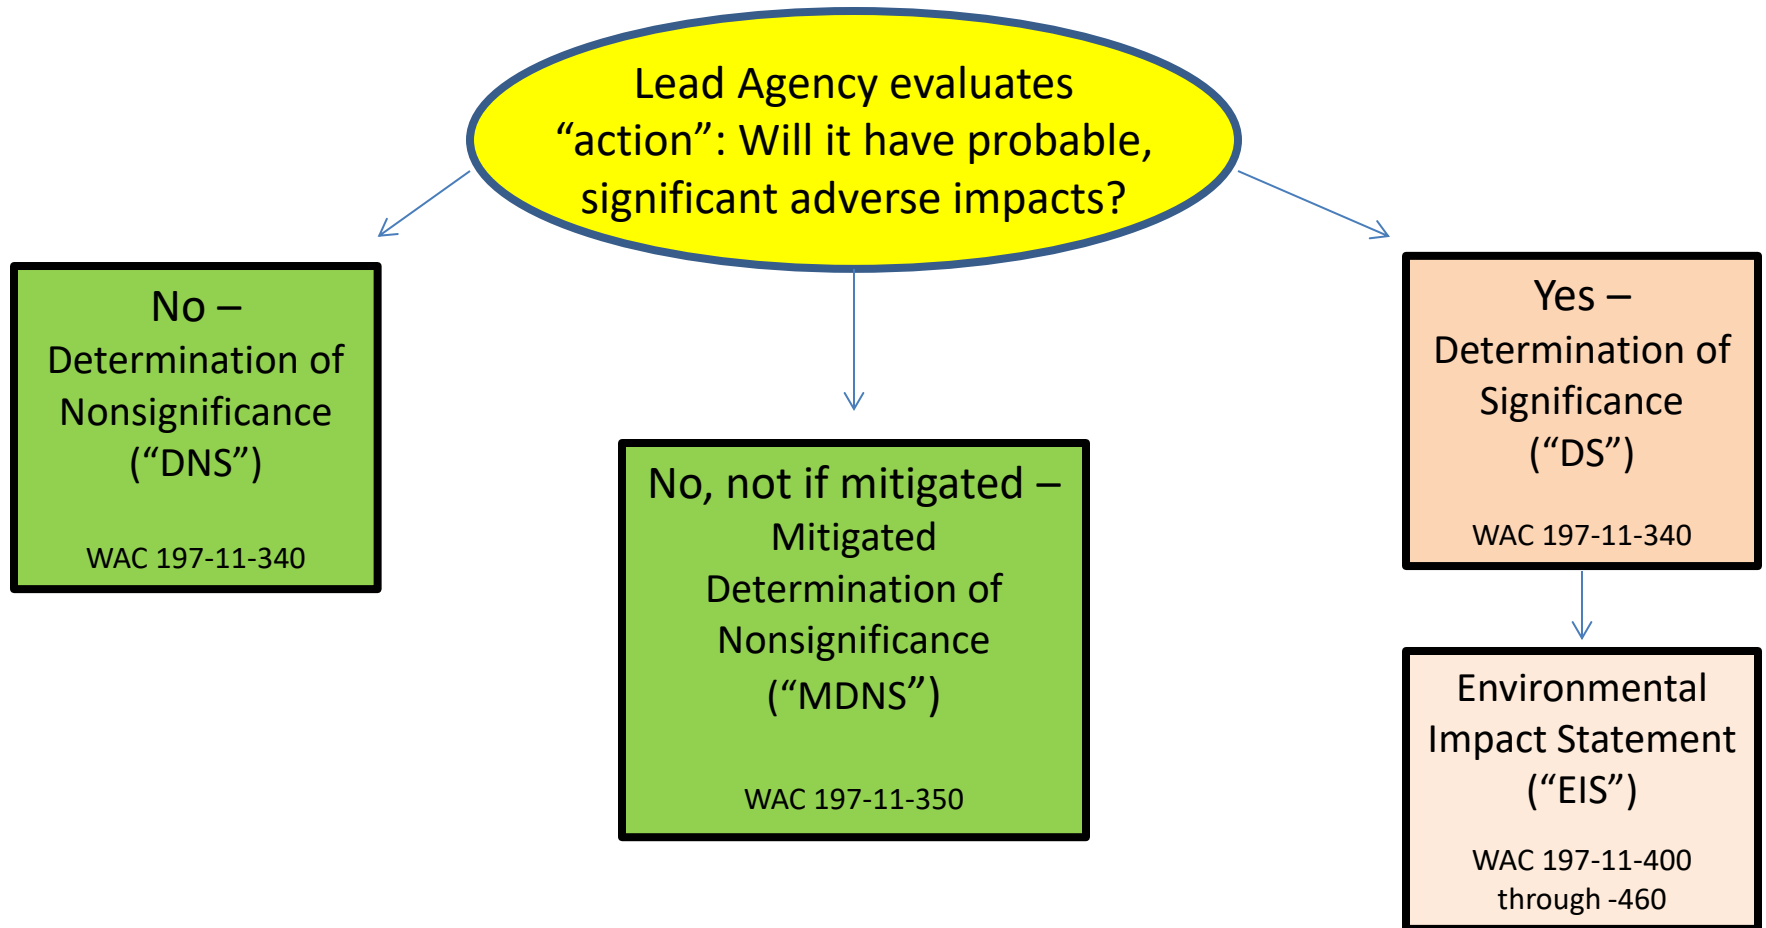 Lead Agency evaluates
“action”: Will it have probable,
significant adverse impacts?
No –
Determination of
Nonsignificance
(“DNS”)
WAC 197-11-340
No, not if mitigated –
Mitigated
Determination of
Nonsignificance
(“MDNS”)
WAC 197-11-350
Yes –
Determination of
Significance
(“DS”)
WAC 197-11-340
Environmental
Impact Statement
(“EIS”)
WAC 197-11-400
through -460